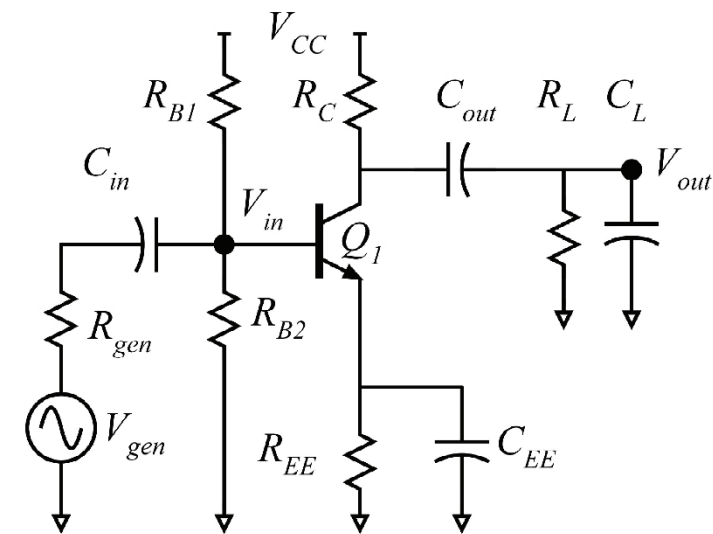 V_CC
R_B1
R_C
C_out
R_L
C_L
C_in
V_in
V_out
Q_1
R_gen
R_B2
V_gen
R_EE
C_EE